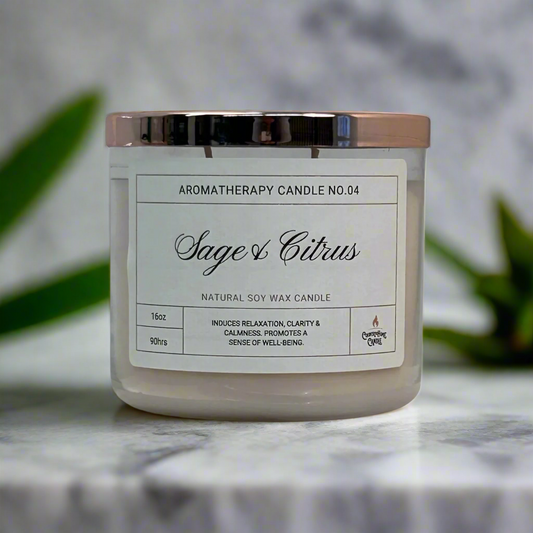 AROMATHERAPY CANDLE NO.04
Sage & Citrus
NATURAL SOY WAX CANDLE
16oz
90hrs
INDUCES RELAXATION, CLARITY &
CALMNESS. PROMOTES A
SENSE OF WELL-BEING.
CANDLE